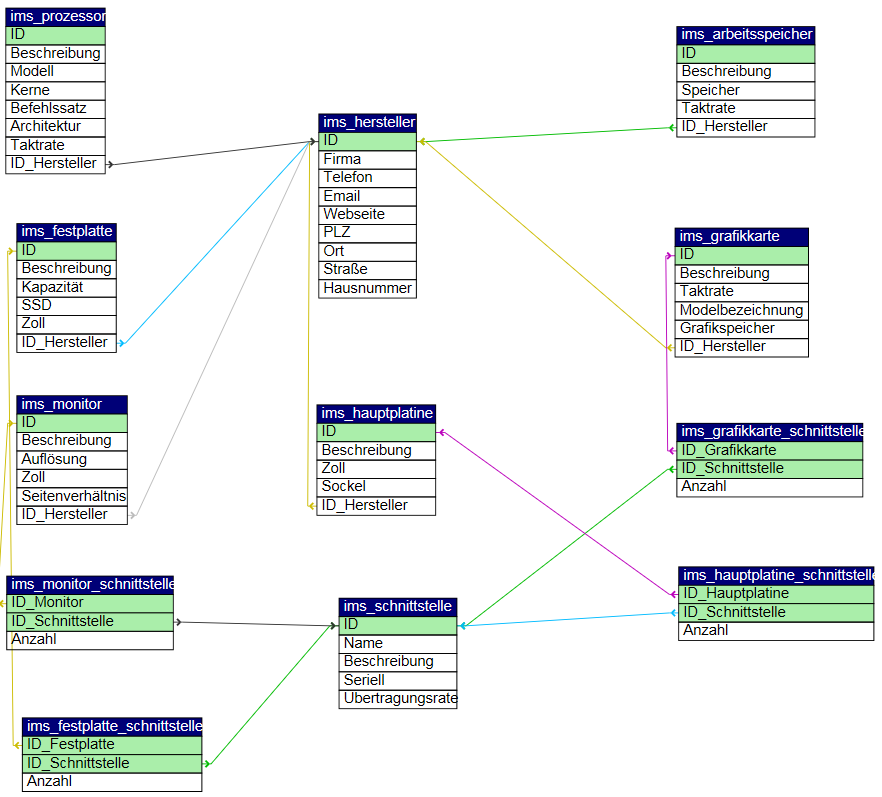 ims_prozessor
ID
Beschreibung
Modell
Kerne
Befehlssatz
Architektur
Taktrate
ID_Hersteller
ims_arbeitsspeicher
ID
Beschreibung
Speicher
Taktrate
ID_Hersteller
ims_hersteller
ID
Firma
Telefon
Email
Webseite
PLZ
Ort
Straße
Hausnummer
ims_festplatte
ID
Beschreibung
Kapazität
SSD
Zoll
ID_Hersteller
ims_grafikkarte
ID
Beschreibung
Taktrate
Modelbezeichnung
Grafikspeicher
ID_Hersteller
ims_monitor
ID
Beschreibung
Auflösung
Zoll
Seitenverhältnis
ID_Hersteller
ims_hauptplatine
ID
Beschreibung
Zoll
Sockel
ID_Hersteller
ims_grafikkarte_schnittstelle
ID_Grafikkarte
ID_Schnittstelle
Anzahl
ims_monitor_schnittstelle
ID_Monitor
ID_Schnittstelle
Anzahl
ims_schnittstelle
ID
Name
Beschreibung
Seriell
Übertragungsrate
ims_hauptplatine_schnittstelle
ID_Hauptplatine
ID_Schnittstelle
Anzahl
ims_festplatte_schnittstelle
ID_Festplatte
ID_Schnittstelle
Anzahl